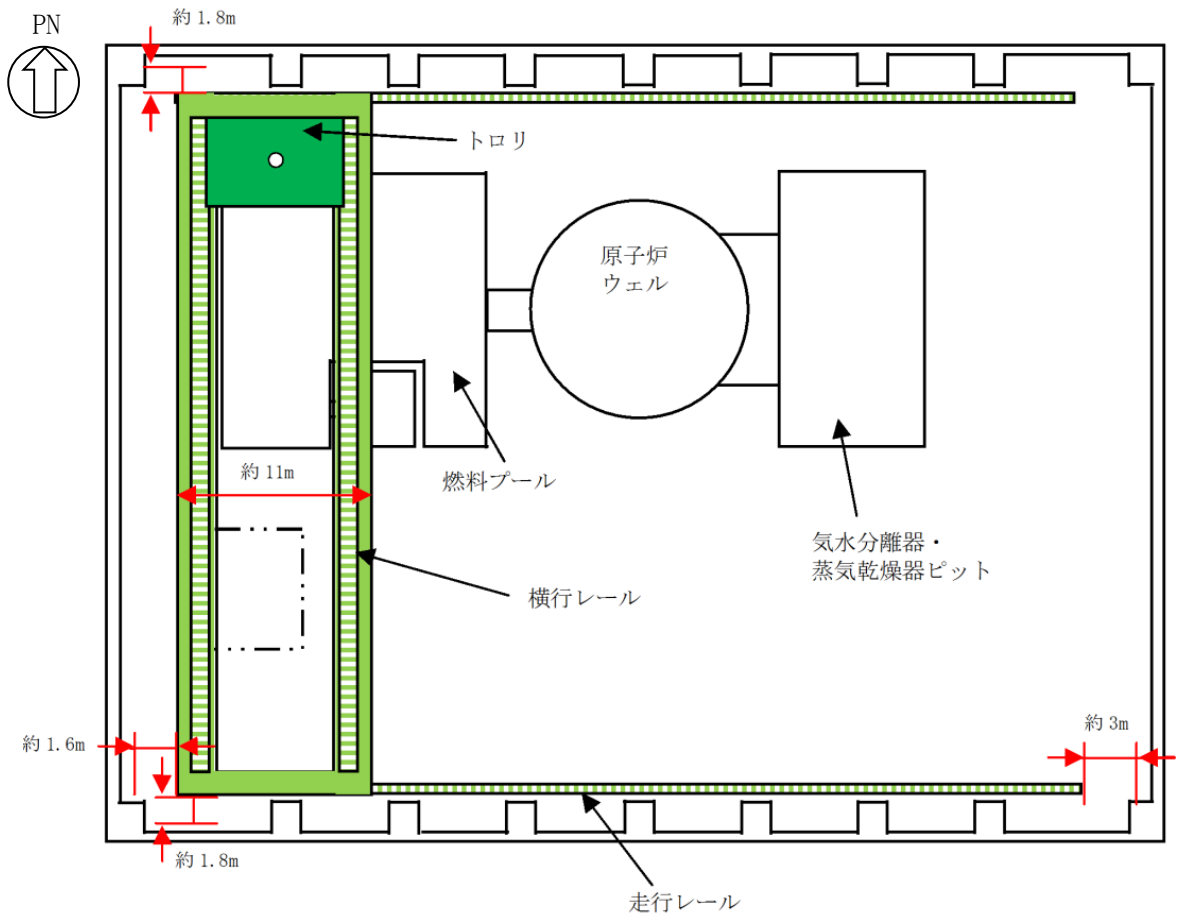 約 1.8m
PN
トロリ
原子炉
ウェル
約 11m
燃料プール
気水分離器・
蒸気乾燥器ピット
横行レール
約 3m
約 1.6m
約 1.8m
走行レール